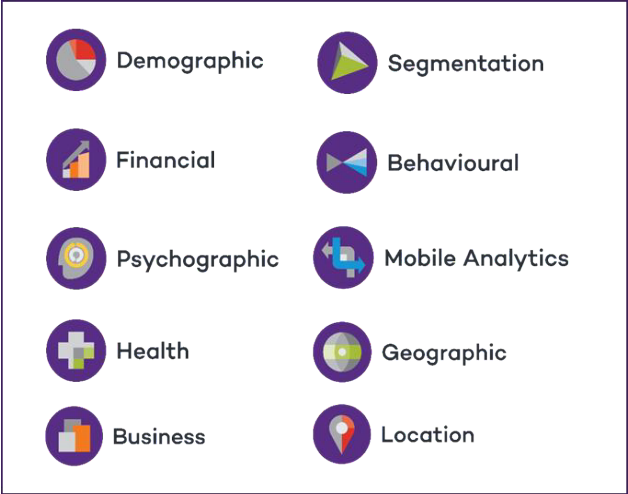 Demographic
Segmentation
Financial
Behavioural
Psychographic
Mobile Analytics
Health
Geographic
Business
Location